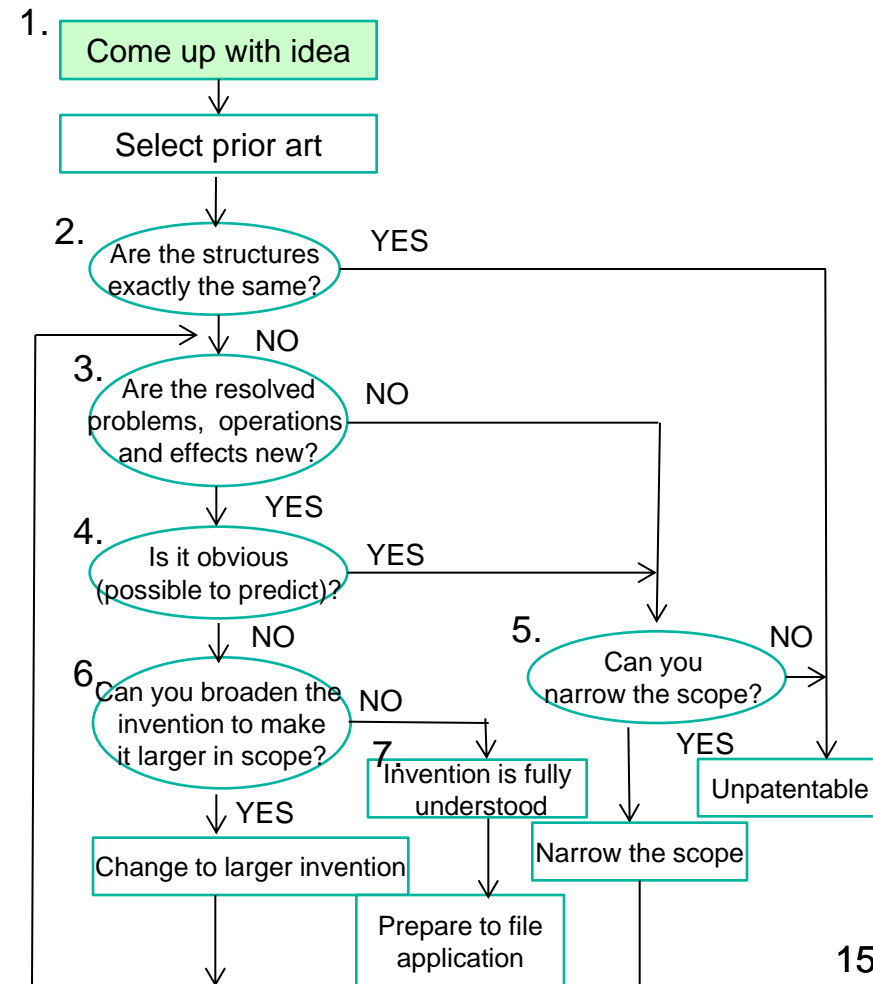 1.
Come up with idea
Select prior art
2.
Are the structures
exactly the same?
YES
NO
3.
Are the resolved
problems, operations
and effects new?
NO
YES
4.
Is it obvious
(possible to predict)?
YES
NO
5.
Can you
narrow the scope?
NO
YES
6.
Can you broaden the
invention to make
it larger in scope?
NO
YES
7.
Invention is fully
understood
Unpatentable
Change to larger invention
Narrow the scope
Prepare to file
application
15